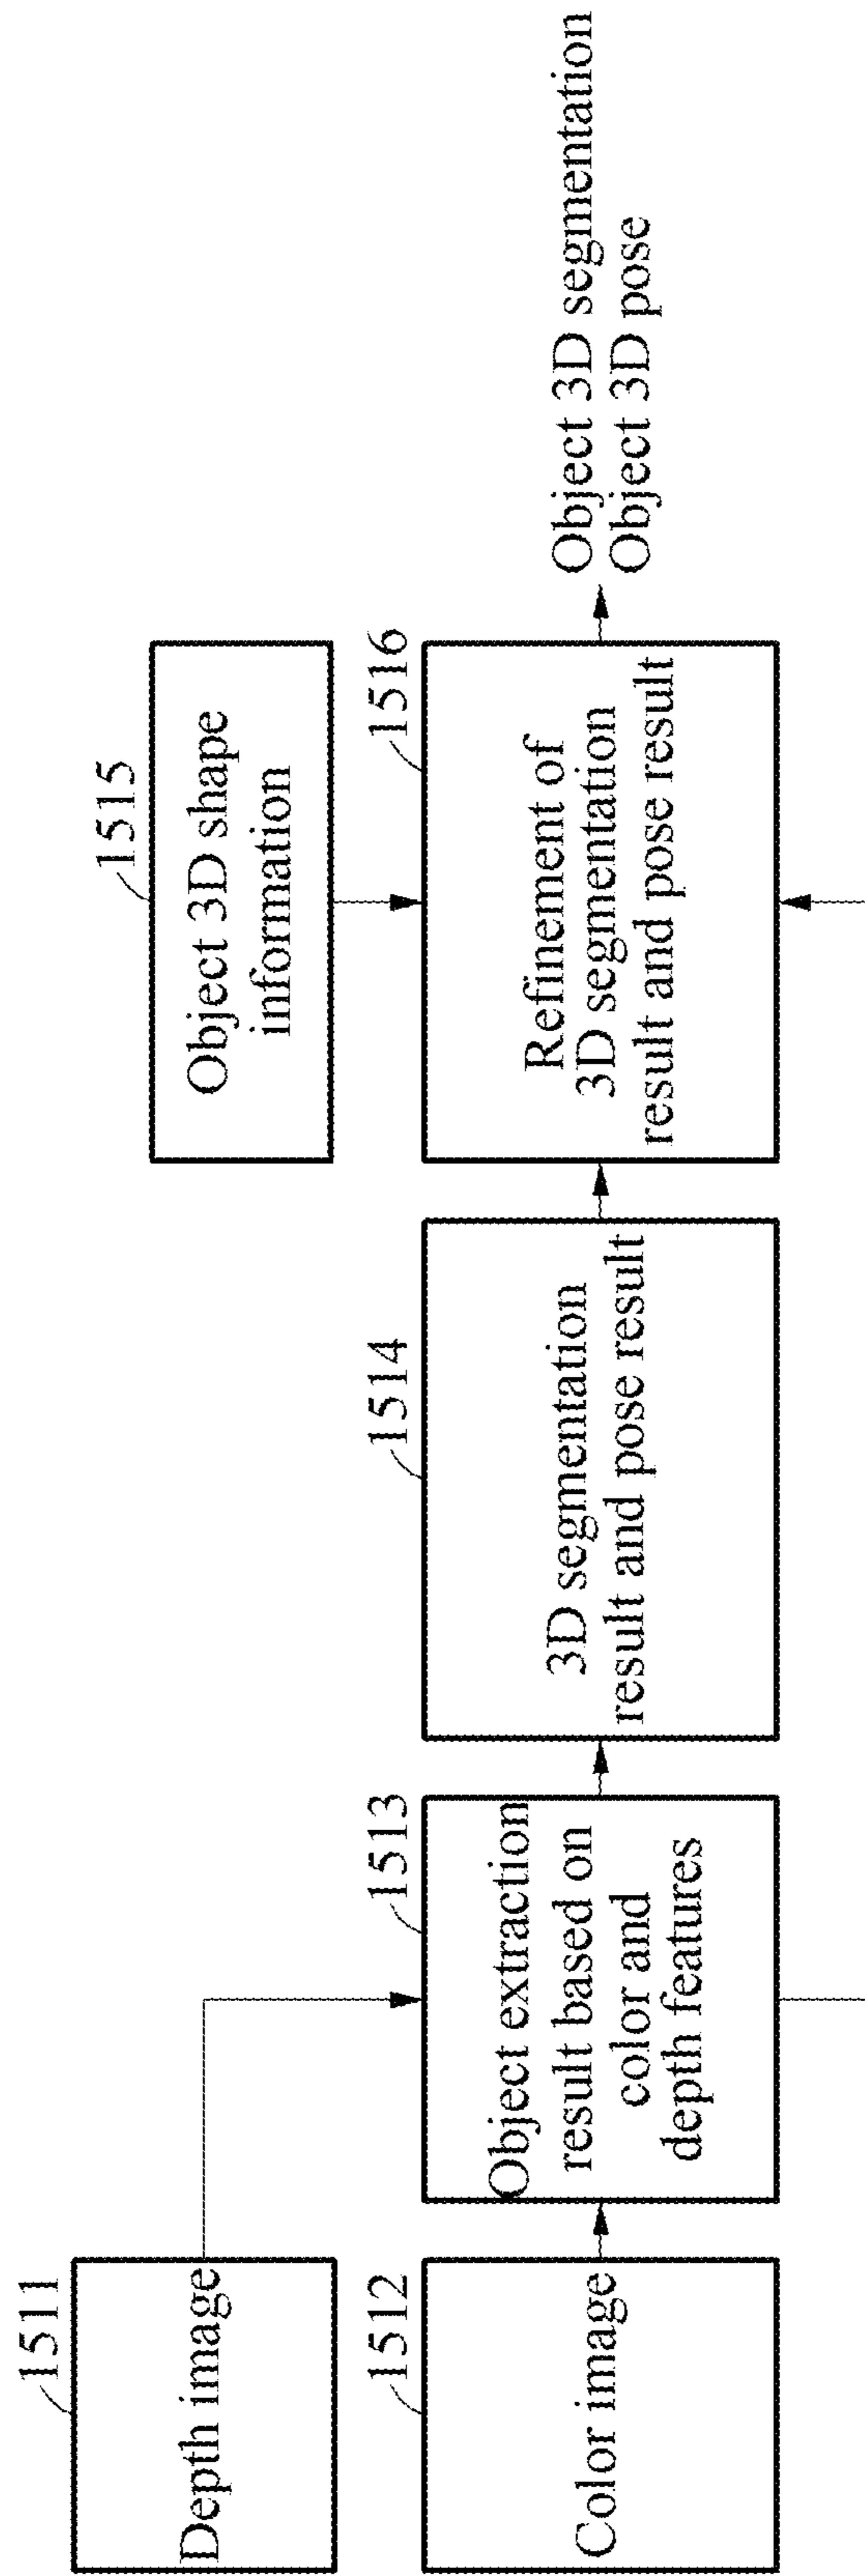 1511
Depth image
1512
Color image
1513
Object extraction
result based on
color and
depth features
1514
3D segmentation
result and pose result
1515
Object 3D shape
information
1516
Refinement of
3D segmentation
result and pose result
Object 3D segmentation
Object 3D pose